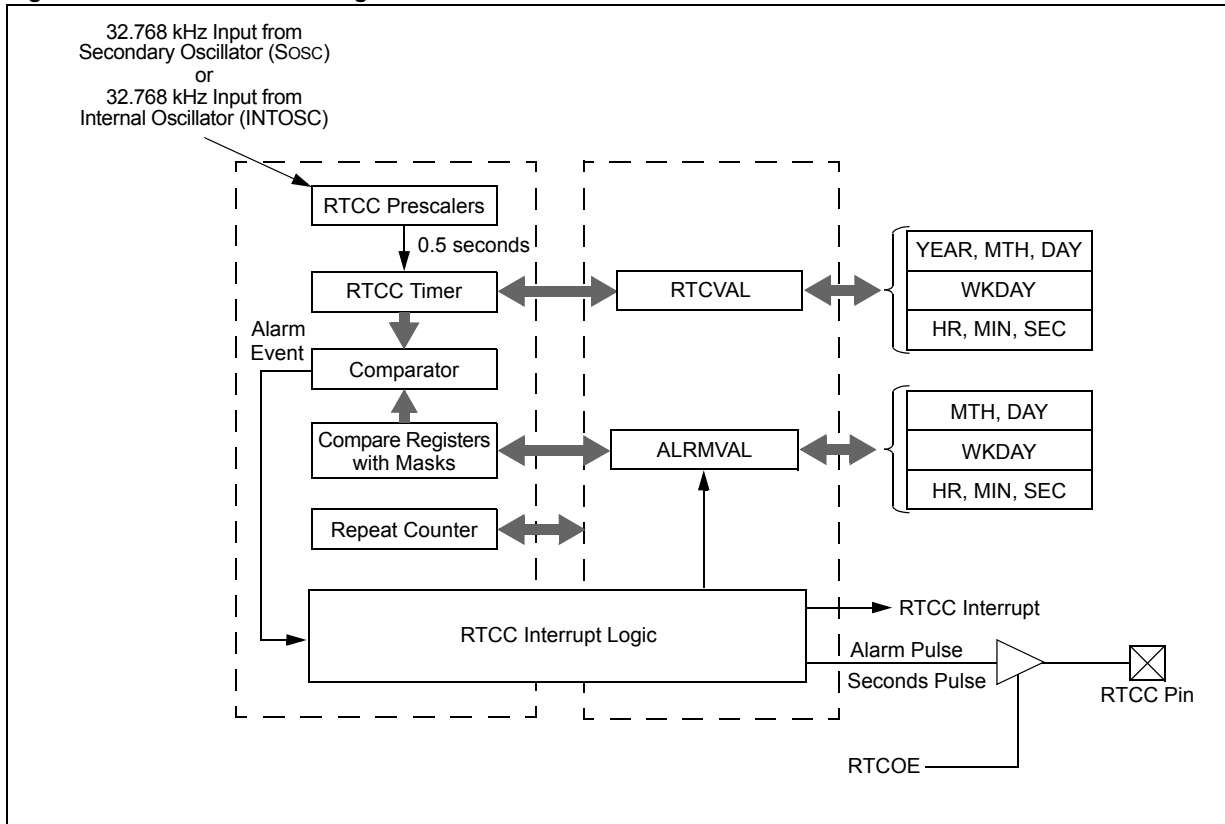 32.768 kHz Input from
Secondary Oscillator (SOSC)
or
32.768 kHz Input from
Internal Oscillator (INTOSC)
RTCC Prescalers
0.5 seconds
RTCC Timer
RTCVAL
YEAR, MTH, DAY
WKDAY
HR, MIN, SEC
Alarm
Event
Comparator
Compare Registers
with Masks
ALRMVAL
MTH, DAY
WKDAY
HR, MIN, SEC
Repeat Counter
RTCC Interrupt Logic
RTCC Interrupt
Alarm Pulse
Seconds Pulse
RTCC Pin
RTCOE